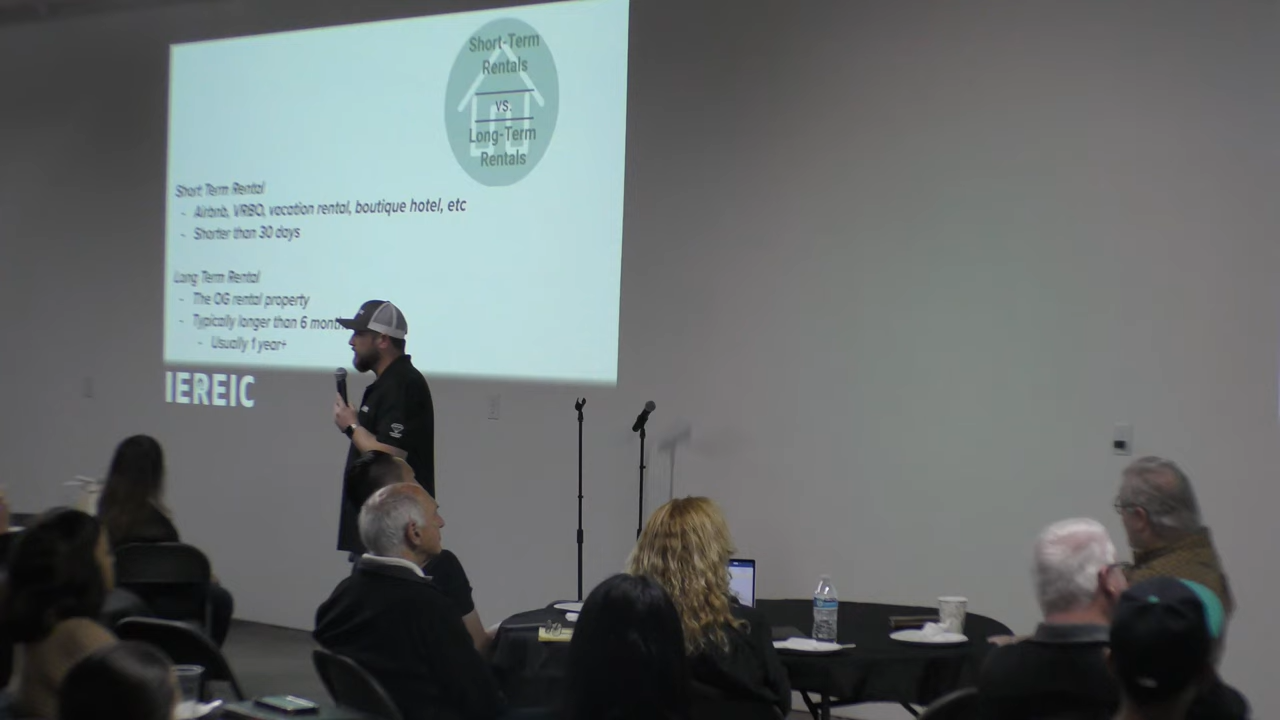 Short-Term
Rentals
vs.
Long-Term
Rentals
Short Term Rental
- Airbnb, VRBO, vacation rental, boutique hotel, etc
- Shorter than 30 days
Long Term Rental
- The OG rental property
- Typically longer than 6 mont
- Usually 1 year+
IEREIC